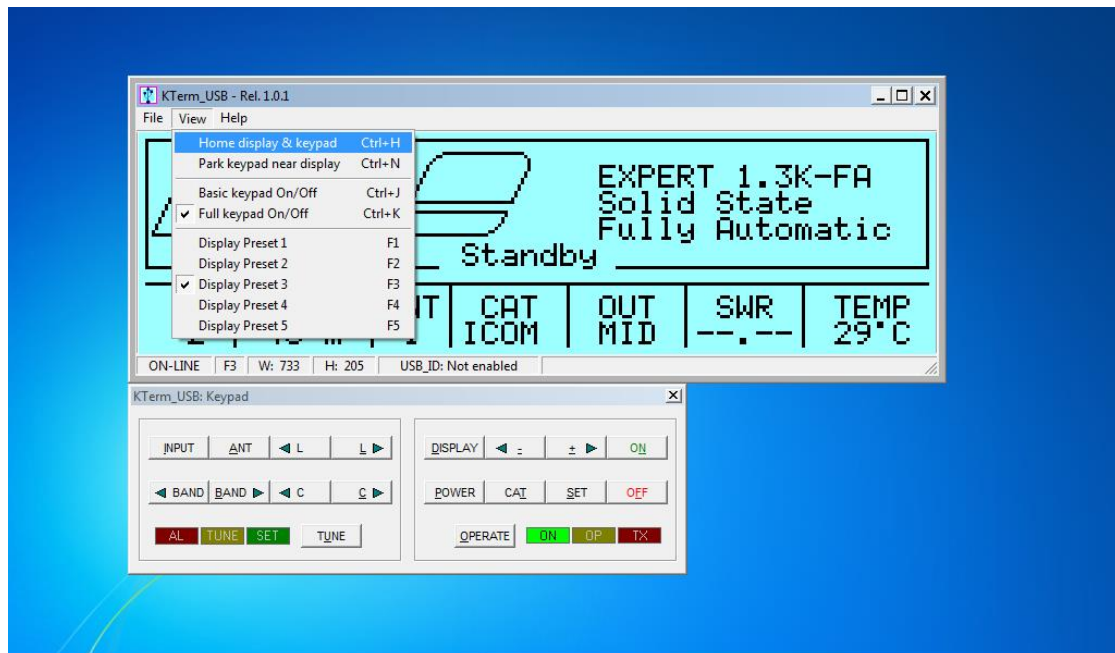 KTerm_USB - Rel. 1.0.1
File View Help
Home display & keypad Ctrl+H
Park keypad near display Ctrl+N
Basic keypad On/Off Ctrl+J
Full keypad On/Off Ctrl+K
Display Preset 1 F1
Display Preset 2 F2
Display Preset 3 F3
Display Preset 4 F4
Display Preset 5 F5
EXPERT 1.3K-FA
Solid State
Fully Automatic
Standby
CAT OUT SWR TEMP
ICOM MID --.-- 29°C
ON-LINE F3 W: 733 H: 205 USB_ID: Not enabled
KTerm_USB: Keypad
INPUT ANT L L DISPLAY - + ON
BAND BAND C C POWER CAT SET OFF
AL TUNE SET TUNE OPERATE ON OP TX